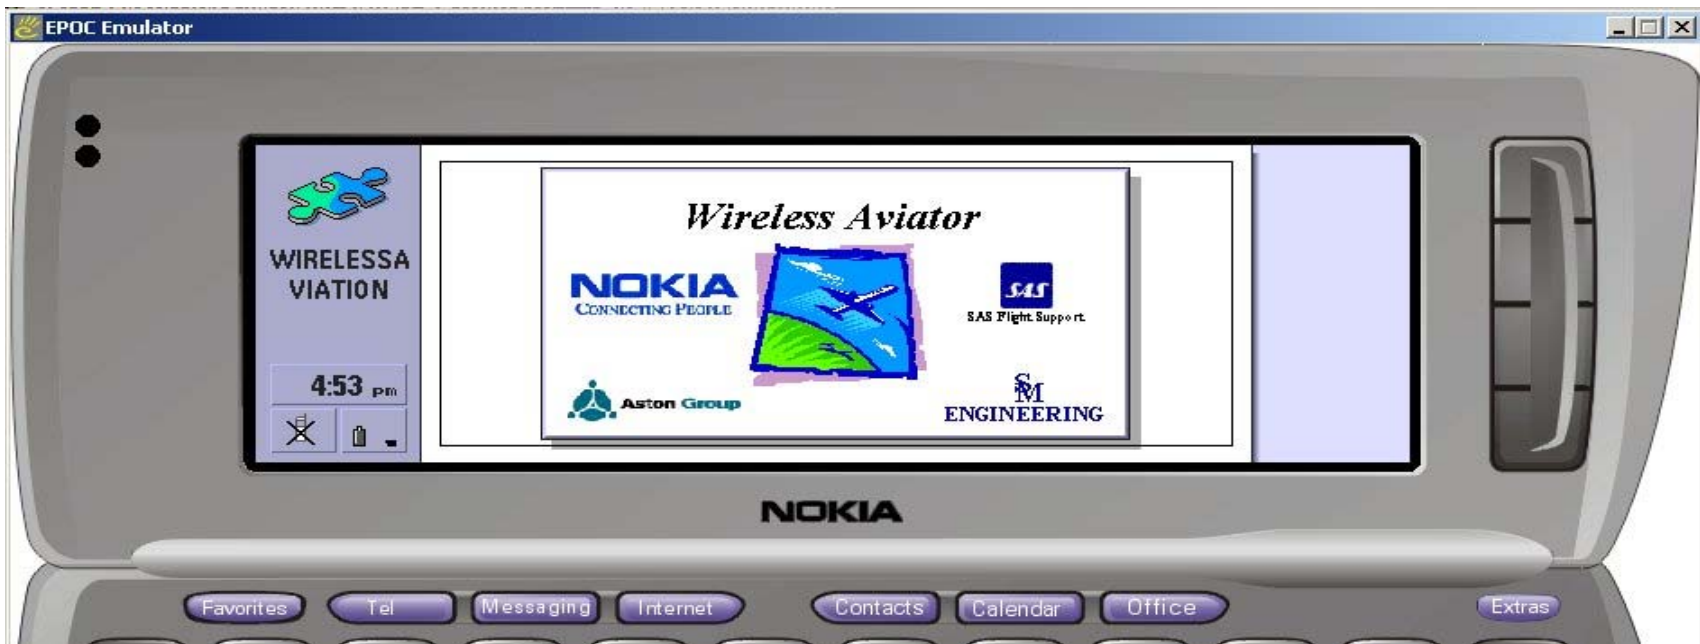 EPOC Emulator
WIRELESSA
VIATION
4:53 pm
Wireless Aviator
NOKIA
CONNECTING PEOPLE
SAS
SAS Flight Support
Aston Group
SM
ENGINEERING
NOKIA
Favorites
Tel
Messaging
Internet
Contacts
Calendar
Office
Extras